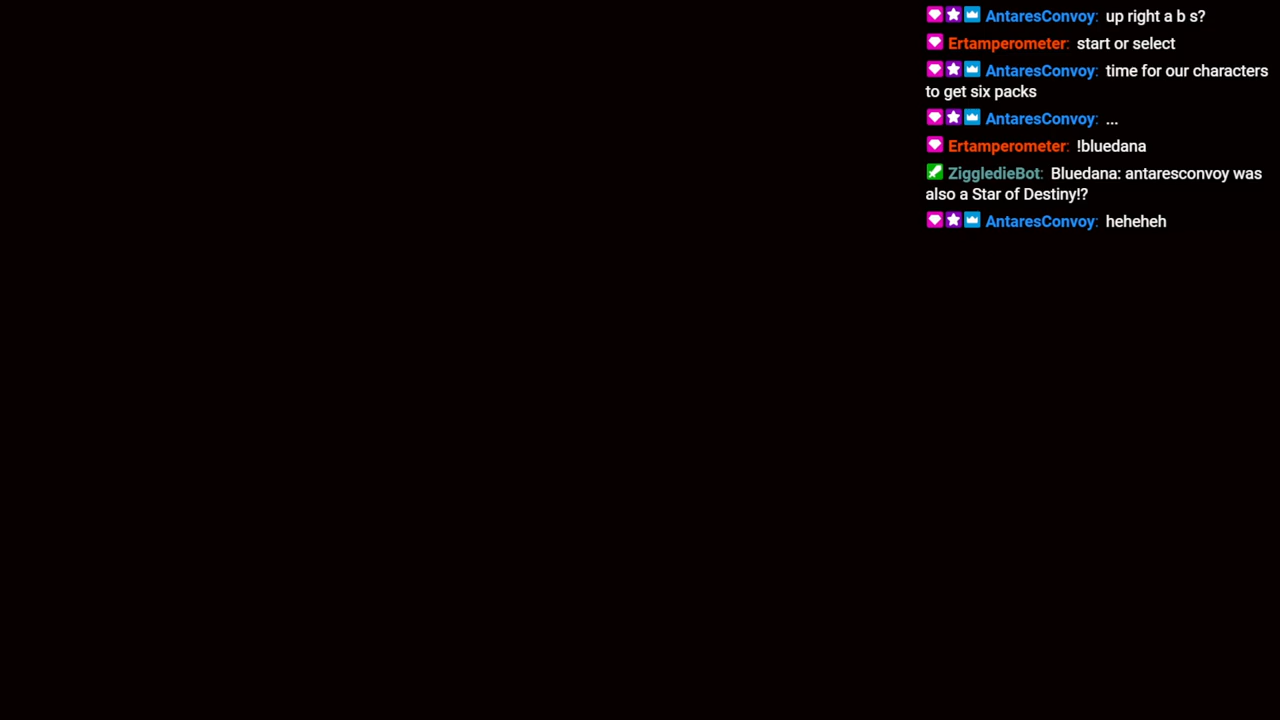 AntaresConvoy: up right a b s?
Ertamperometer: start or select
AntaresConvoy: time for our characters
to get six packs
AntaresConvoy: ...
Ertamperometer: !bluedana
ZiggledieBot: Bluedana: antaresconvoy was
also a Star of Destiny!?
AntaresConvoy: heheheh